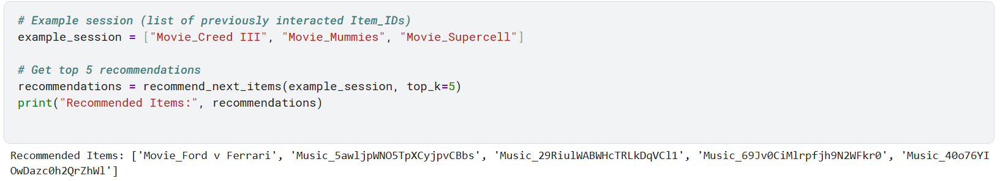 # Example session (list of previously interacted Item_IDs)
example_session = ["Movie_Creed III", "Movie_Mummies", "Movie_Supercell"]
# Get top 5 recommendations
recommendations = recommend_next_items(example_session, top_k=5)
print("Recommended Items:", recommendations)
Recommended Items: ['Movie_Ford v Ferrari', 'Music_5awljpWNO5TpXCyjpvCBbs', 'Music_29RiulWABWHcTRLkDqVCl1', 'Music_69Jv0CiMlrpfjh9N2WFkr0', 'Music_40o76YI
OwDazc0h2QrZhWl']